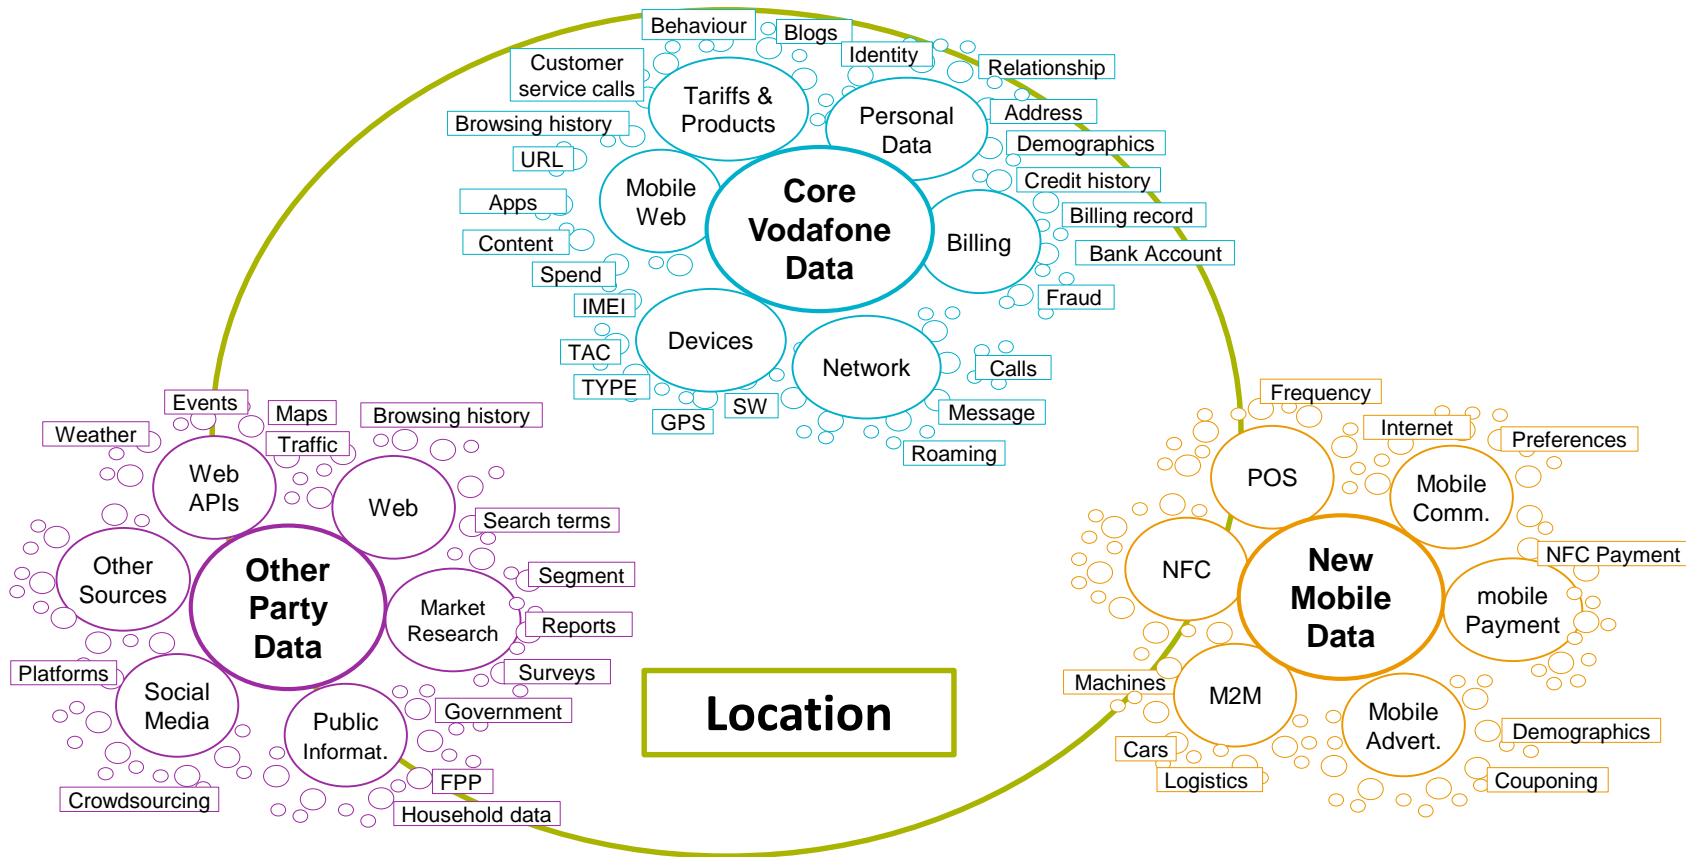 Behaviour
Blogs
Identity
Relationship
Customer
service calls
Tariffs &
Products
Personal
Data
Address
Browsing history
Demographics
URL
Mobile
Web
Core
Vodafone
Data
Credit history
Apps
Billing
Billing record
Content
Bank Account
Spend
IMEI
Fraud
Devices
Network
TAC
Calls
TYPE
SW
GPS
Message
Roaming
Events
Maps
Browsing history
Weather
Traffic
Web
APIs
Web
Search terms
Other
Sources
Other
Party
Data
Segment
Market
Research
Reports
Surveys
Platforms
Social
Media
Public
Informat.
Government
FPP
Crowdsourcing
Household data
Location
Frequency
Internet
Preferences
POS
Mobile
Comm.
NFC
New
Mobile
Data
NFC Payment
mobile
Payment
Machines
M2M
Mobile
Advert.
Demographics
Cars
Logistics
Couponing